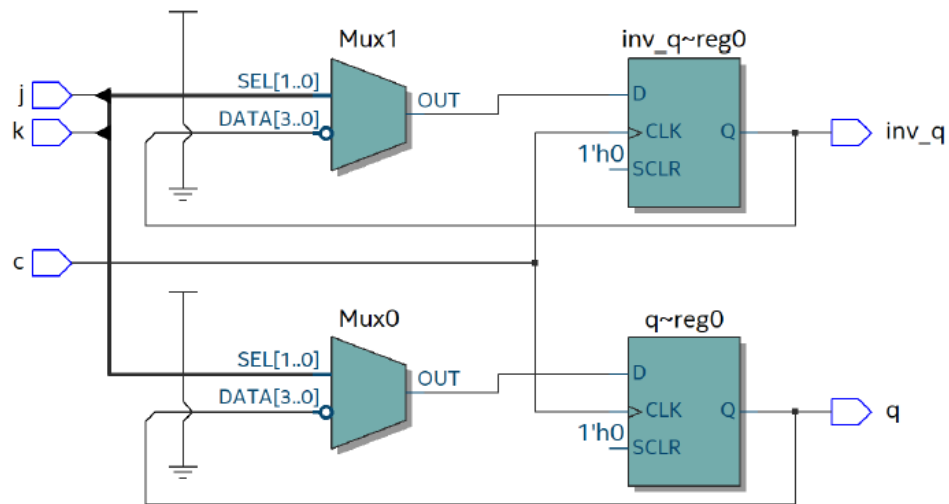 Mux1
inv_q~reg0
j
SEL[1..0]
OUT
D
k
DATA[3..0]
CLK
Q
inv_q
1'h0
SCLR
c
Mux0
q~reg0
SEL[1..0]
OUT
D
DATA[3..0]
CLK
Q
q
1'h0
SCLR